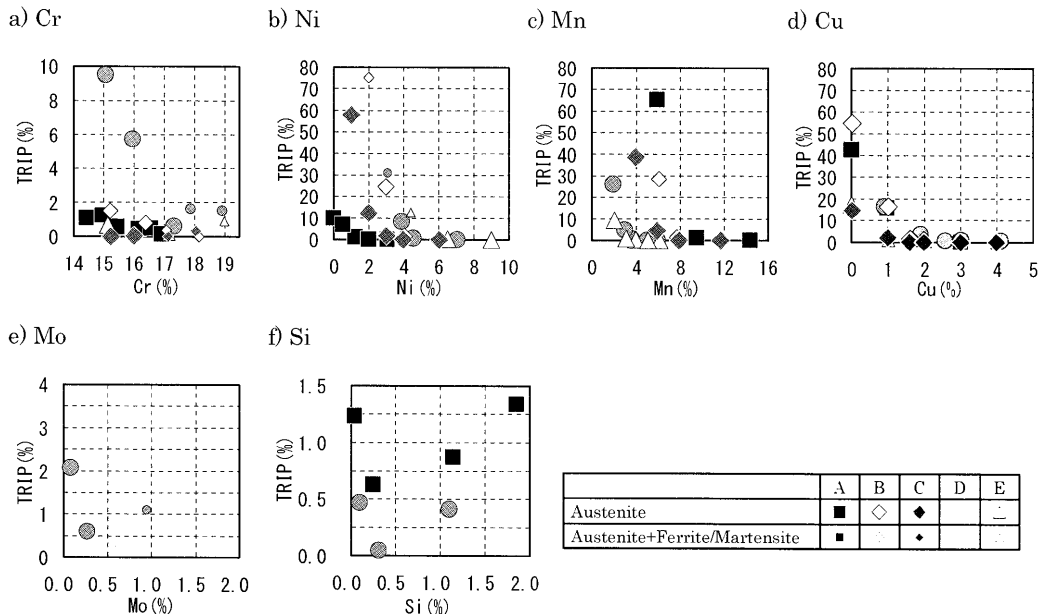 a) Cr
b) Ni
c) Mn
d) Cu
TRIP(%)
10
8
6
4
2
0
14 15 16 17 18 19
Cr(%)
TRIP(%)
80
70
60
50
40
30
20
10
0
0 2 4 6 8 10
Ni(%)
TRIP(%)
80
70
60
50
40
30
20
10
0
0 4 8 12 16
Mn(%)
TRIP(%)
80
70
60
50
40
30
20
10
0
0 1 2 3 4 5
Cu(%)
e) Mo
f) Si
TRIP(%)
4
3
2
1
0
0.0 0.5 1.0 1.5 2.0
Mo(%)
TRIP(%)
1.5
1.0
0.5
0.0
0.0 0.5 1.0 1.5 2.0
Si(%)
A B C D E
Austenite
Austenite+Ferrite/Martensite